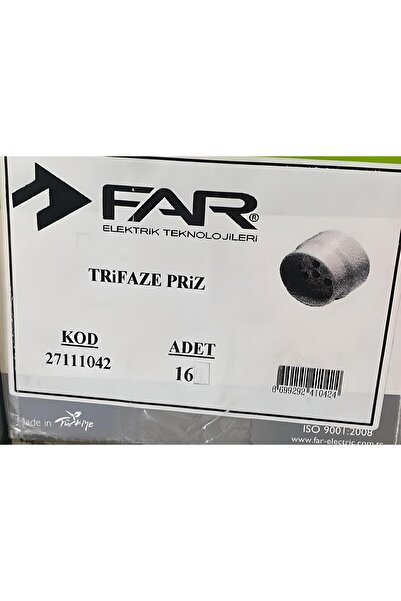 FAR®
ELEKTRIK TEKNOLOJILERI
TRiFAZE PRiZ
KOD
27111042
ADET
16
8 699292 410424
Made in Türkiye
ISO 9001:2008
www.far-electric.com.tr